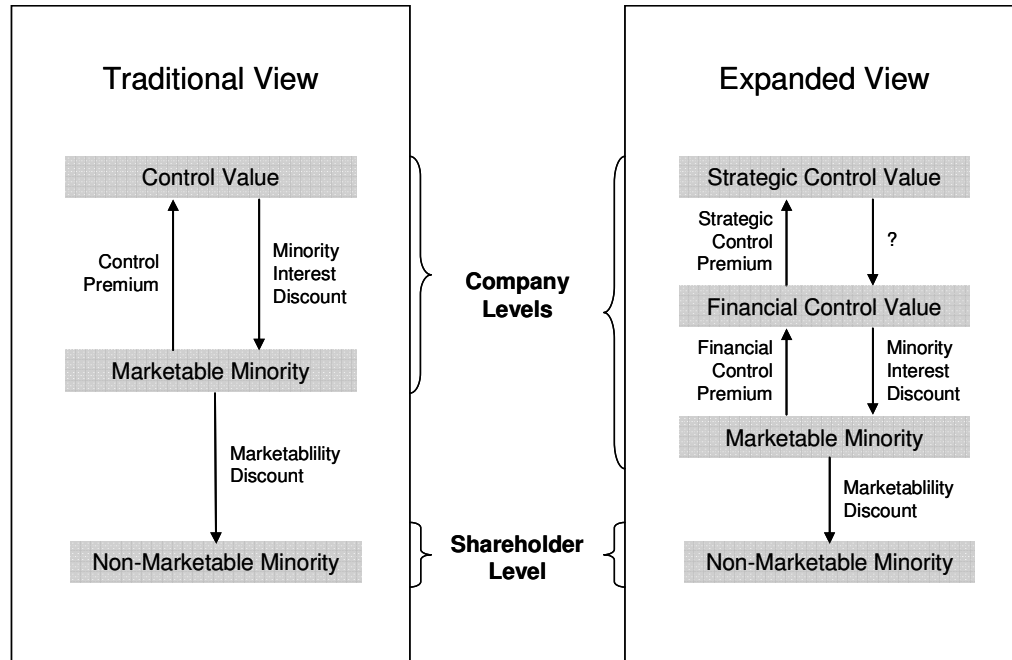 Traditional View
Control Value
Control
Premium
Minority
Interest
Discount
Marketable Minority
Marketablility
Discount
Non-Marketable Minority
Company
Levels
Shareholder
Level
Expanded View
Strategic Control Value
Strategic
Control
Premium
?
Financial Control Value
Financial
Control
Premium
Minority
Interest
Discount
Marketable Minority
Marketablility
Discount
Non-Marketable Minority